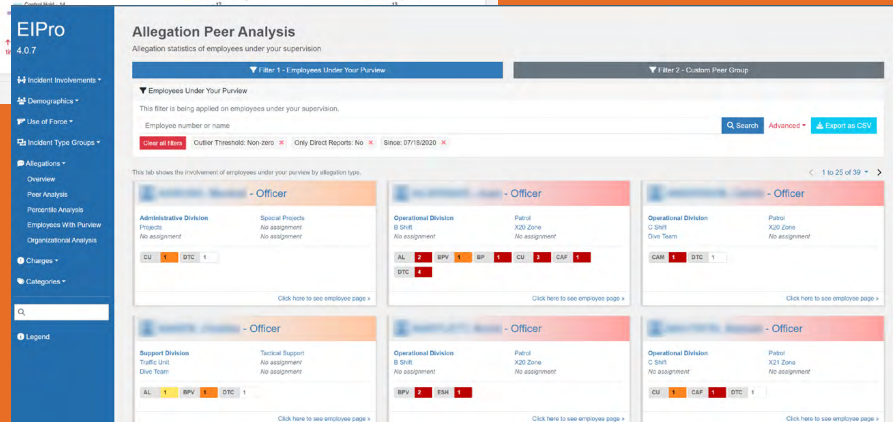 Control Hold - 14
12
13
EIPro
4.0.7
Incident Involvements
Demographics
Use of Force
Incident Type Groups
Allegations
Overview
Peer Analysis
Percentile Analysis
Employees With Purview
Organizational Analysis
Charges
Categories
Legend
Allegation Peer Analysis
Allegation statistics of employees under your supervision
Filter 1 - Employees Under Your Purview
Filter 2 - Custom Peer Group
Employees Under Your Purview
This filter is being applied on employees under your supervision.
Employee number or name
Search
Advanced
Export as CSV
Clear all filters
Outlier Threshold: Non-zero ×
Only Direct Reports: No ×
Since: 07/18/2020 ×
This tab shows the involvement of employees under your purview by allegation type.
< 1 to 25 of 39 >
- Officer
Administrative Division Special Projects
Projects No assignment
No assignment No assignment
CU 1 DTC 1
Click here to see employee page »
- Officer
Operational Division Patrol
B Shift X20 Zone
No assignment No assignment
AL 2 BPV 1 BP 1 CU 3 CAF 1
DTC 4
Click here to see employee page »
- Officer
Operational Division Patrol
C Shift X20 Zone
Dive Team No assignment
CAM 1 DTC 1
Click here to see employee page »
- Officer
Support Division Tactical Support
Traffic Unit No assignment
Dive Team No assignment
AL 1 BPV 1 DTC 1
Click here to see employee page »
- Officer
Operational Division Patrol
B Shift X20 Zone
No assignment No assignment
BPV 2 ESH 1
Click here to see employee page »
- Officer
Operational Division Patrol
C Shift X21 Zone
No assignment No assignment
CU 1 CAF 1 DTC 1
Click here to see employee page »